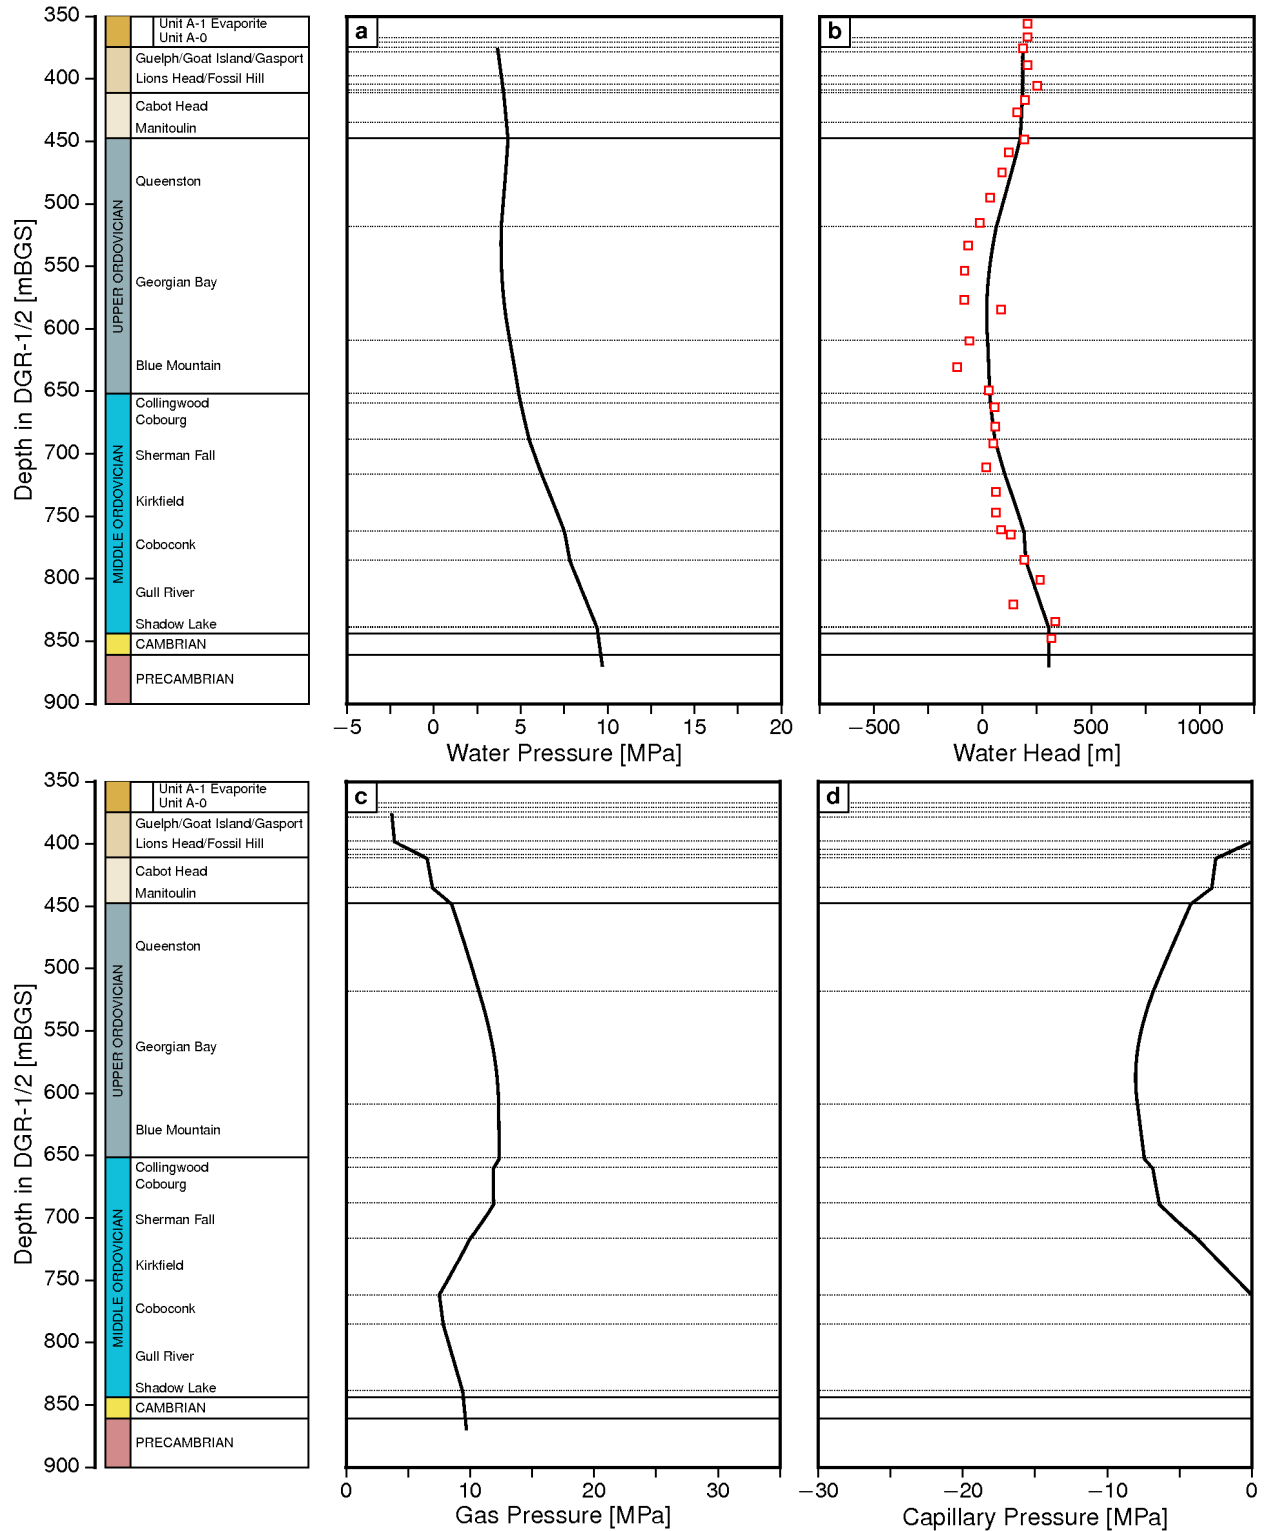 350
400
450
500
550
600
650
700
750
800
850
900
Depth in DGR-1/2 [mBGS]
UPPER ORDOVICIAN
MIDDLE ORDOVICIAN
Unit A-1 Evaporite
Unit A-0
Guelph/Goat Island/Gasport
Lions Head/Fossil Hill
Cabot Head
Manitoulin
Queenston
Georgian Bay
Blue Mountain
Collingwood
Cobourg
Sherman Fall
Kirkfield
Coboconk
Gull River
Shadow Lake
CAMBRIAN
PRECAMBRIAN
a
−5 0 5 10 15 20
Water Pressure [MPa]
b
−500 0 500 1000
Water Head [m]
350
400
450
500
550
600
650
700
750
800
850
900
Depth in DGR-1/2 [mBGS]
UPPER ORDOVICIAN
MIDDLE ORDOVICIAN
Unit A-1 Evaporite
Unit A-0
Guelph/Goat Island/Gasport
Lions Head/Fossil Hill
Cabot Head
Manitoulin
Queenston
Georgian Bay
Blue Mountain
Collingwood
Cobourg
Sherman Fall
Kirkfield
Coboconk
Gull River
Shadow Lake
CAMBRIAN
PRECAMBRIAN
c
0 10 20 30
Gas Pressure [MPa]
d
−30 −20 −10 0
Capillary Pressure [MPa]